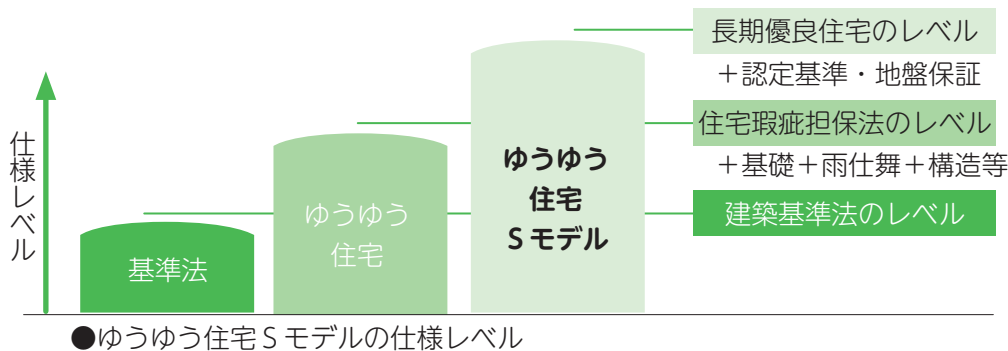 仕様レベル
基準法
ゆうゆう
住宅
ゆうゆう
住宅
Sモデル
長期優良住宅のレベル
＋認定基準・地盤保証
住宅瑕疵担保法のレベル
＋基礎＋雨仕舞＋構造等
建築基準法のレベル
●ゆうゆう住宅Sモデルの仕様レベル